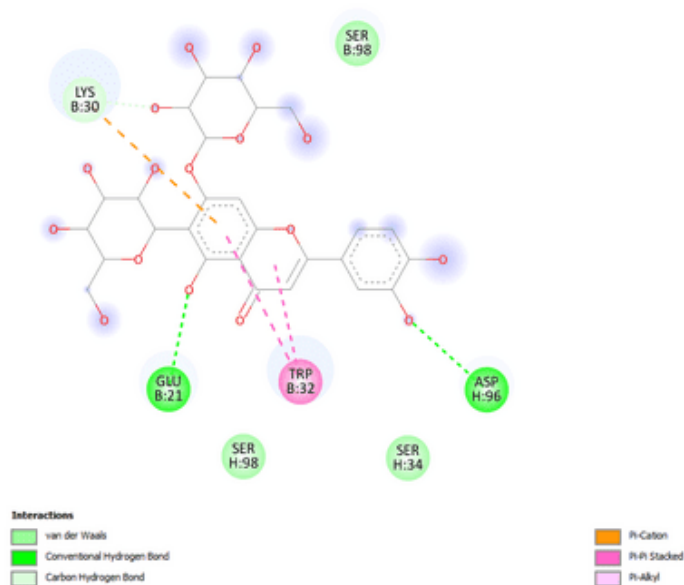 SER
B:98
LYS
B:30
GLU
B:21
TRP
B:32
ASP
H:96
SER
H:98
SER
H:34
Interactions
van der Waals
Conventional Hydrogen Bond
Carbon Hydrogen Bond
Pi-Cation
Pi-Pi Stacked
Pi-Alkyl